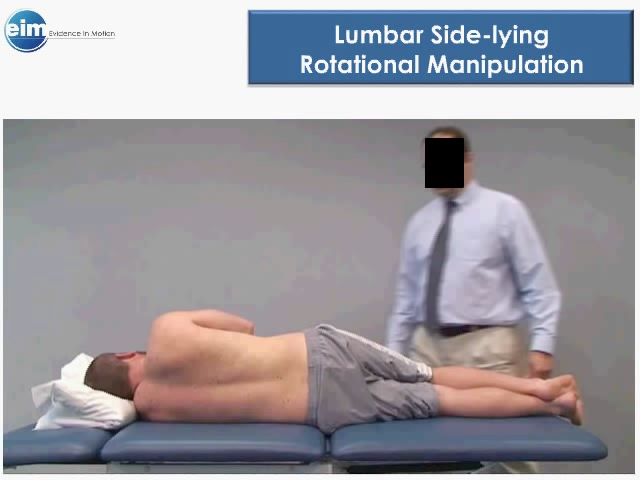 eim Evidence In Motion
Lumbar Side-lying
Rotational Manipulation